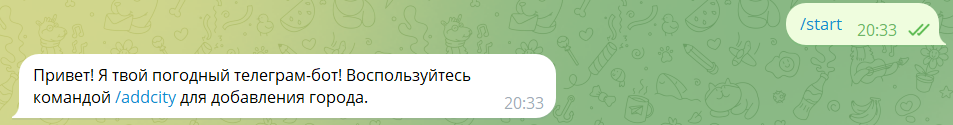 /start 20:33
Привет! Я твой погодный телеграм-бот! Воспользуйтесь
командой /addcity для добавления города.
20:33